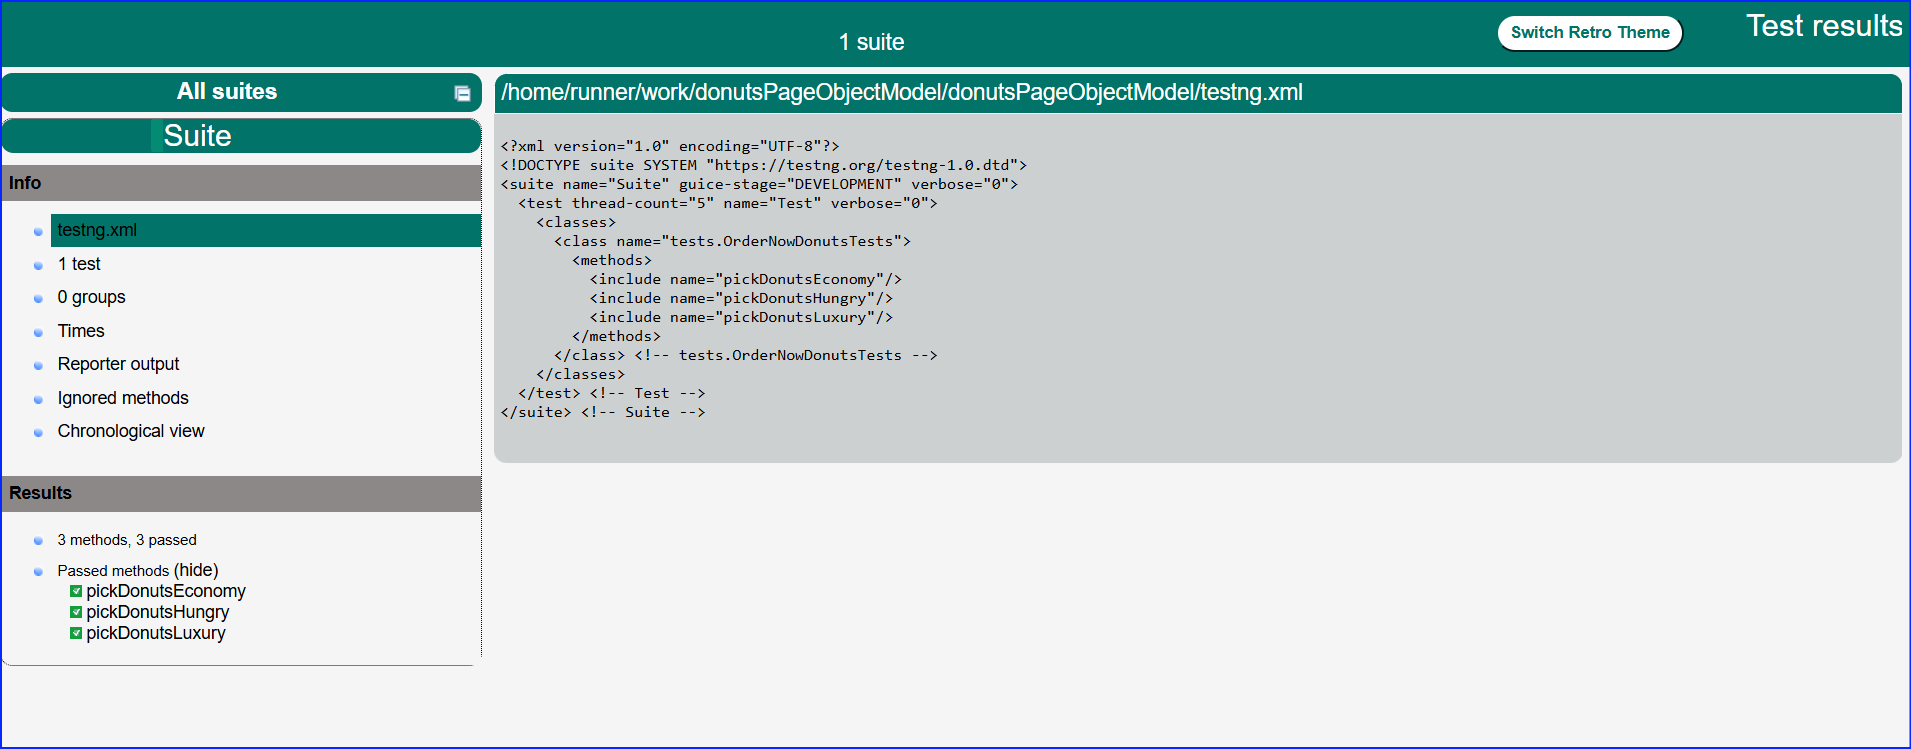 1 suite
Switch Retro Theme
Test results
All suites
Suite
Info
testng.xml
1 test
0 groups
Times
Reporter output
Ignored methods
Chronological view
Results
3 methods, 3 passed
Passed methods (hide)
pickDonutsEconomy
pickDonutsHungry
pickDonutsLuxury
/home/runner/work/donutsPageObjectModel/donutsPageObjectModel/testng.xml
<?xml version="1.0" encoding="UTF-8"?>
<!DOCTYPE suite SYSTEM "https://testng.org/testng-1.0.dtd">
<suite name="Suite" guice-stage="DEVELOPMENT" verbose="0">
  <test thread-count="5" name="Test" verbose="0">
    <classes>
      <class name="tests.OrderNowDonutsTests">
        <methods>
          <include name="pickDonutsEconomy"/>
          <include name="pickDonutsHungry"/>
          <include name="pickDonutsLuxury"/>
        </methods>
      </class> <!-- tests.OrderNowDonutsTests -->
    </classes>
  </test> <!-- Test -->
</suite> <!-- Suite -->